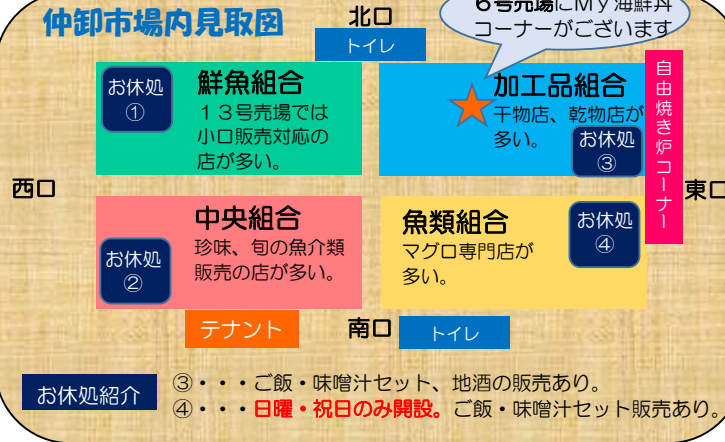 仲卸市場内見取図
北口
トイレ
6号売場にMy海鮮丼
コーナーがございます
お休処
①
鮮魚組合
13号売場では
小口販売対応の
店が多い。
加工品組合
干物店、乾物店が
多い。
お休処
③
自由焼き炉コーナー
西口
東口
お休処
②
中央組合
珍味、旬の魚介類
販売の店が多い。
魚類組合
マグロ専門店が
多い。
お休処
④
テナント
南口
トイレ
お休処紹介
③・・・ご飯・味噌汁セット、地酒の販売あり。
④・・・日曜・祝日のみ開設。ご飯・味噌汁セット販売あり。